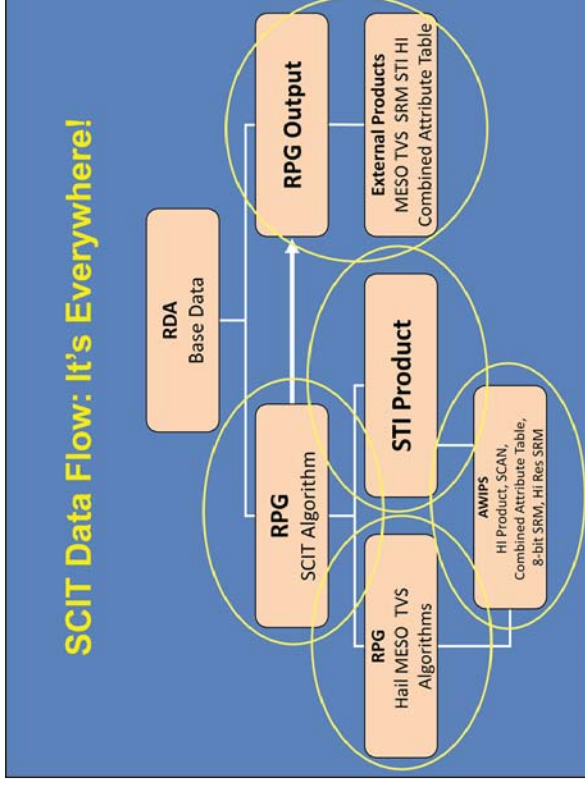 SCIT Data Flow: It's Everywhere!
RDA
Base Data
RPG
SCIT Algorithm
RPG Output
RPG
Hail MESO TVS
Algorithms
STI Product
External Products
MESO TVS SRM STI HI
Combined Attribute Table
AWIPS
HI Product, SCAN,
Combined Attribute Table,
8-bit SRM, Hi Res SRM